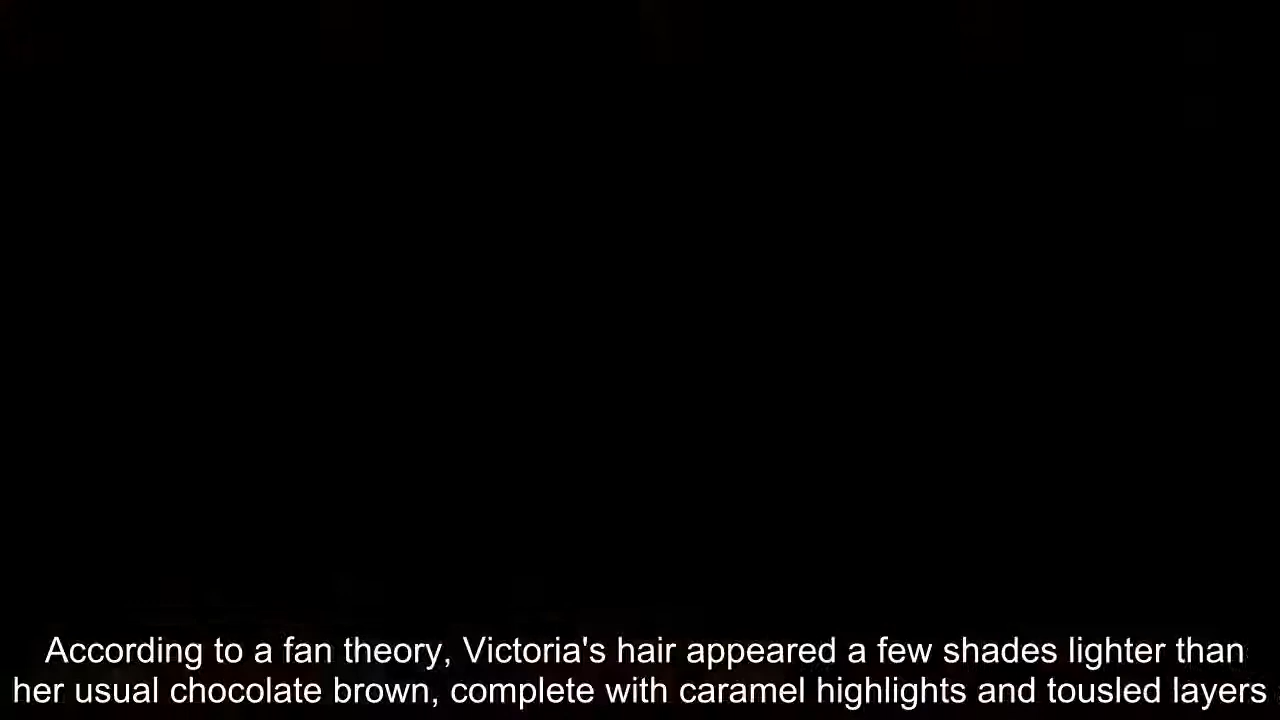 According to a fan theory, Victoria's hair appeared a few shades lighter than
her usual chocolate brown, complete with caramel highlights and tousled layers